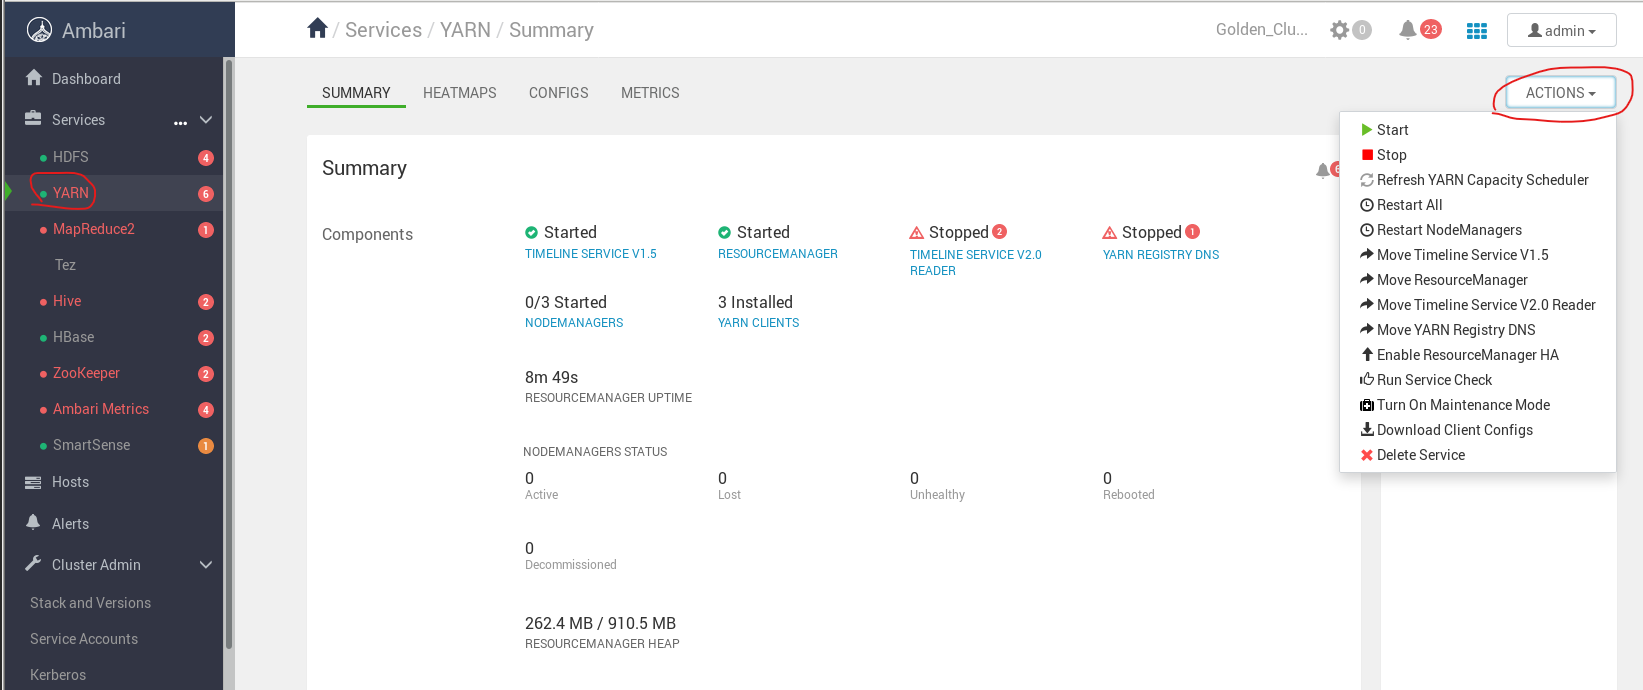 Ambari
/ Services / YARN / Summary
Golden_Clu...
0
23
admin
Dashboard
Services ...
HDFS 4
YARN 6
MapReduce2 1
Tez
Hive 2
HBase 2
ZooKeeper 2
Ambari Metrics 4
SmartSense 1
Hosts
Alerts
Cluster Admin
Stack and Versions
Service Accounts
Kerberos
SUMMARY HEATMAPS CONFIGS METRICS
ACTIONS
Start
Stop
Refresh YARN Capacity Scheduler
Restart All
Restart NodeManagers
Move Timeline Service V1.5
Move ResourceManager
Move Timeline Service V2.0 Reader
Move YARN Registry DNS
Enable ResourceManager HA
Run Service Check
Turn On Maintenance Mode
Download Client Configs
Delete Service
Summary
Components
Started
TIMELINE SERVICE V1.5
Started
RESOURCEMANAGER
Stopped 2
TIMELINE SERVICE V2.0
READER
Stopped 1
YARN REGISTRY DNS
0/3 Started
NODEMANAGERS
3 Installed
YARN CLIENTS
8m 49s
RESOURCEMANAGER UPTIME
NODEMANAGERS STATUS
0
Active
0
Lost
0
Unhealthy
0
Rebooted
0
Decommissioned
262.4 MB / 910.5 MB
RESOURCEMANAGER HEAP